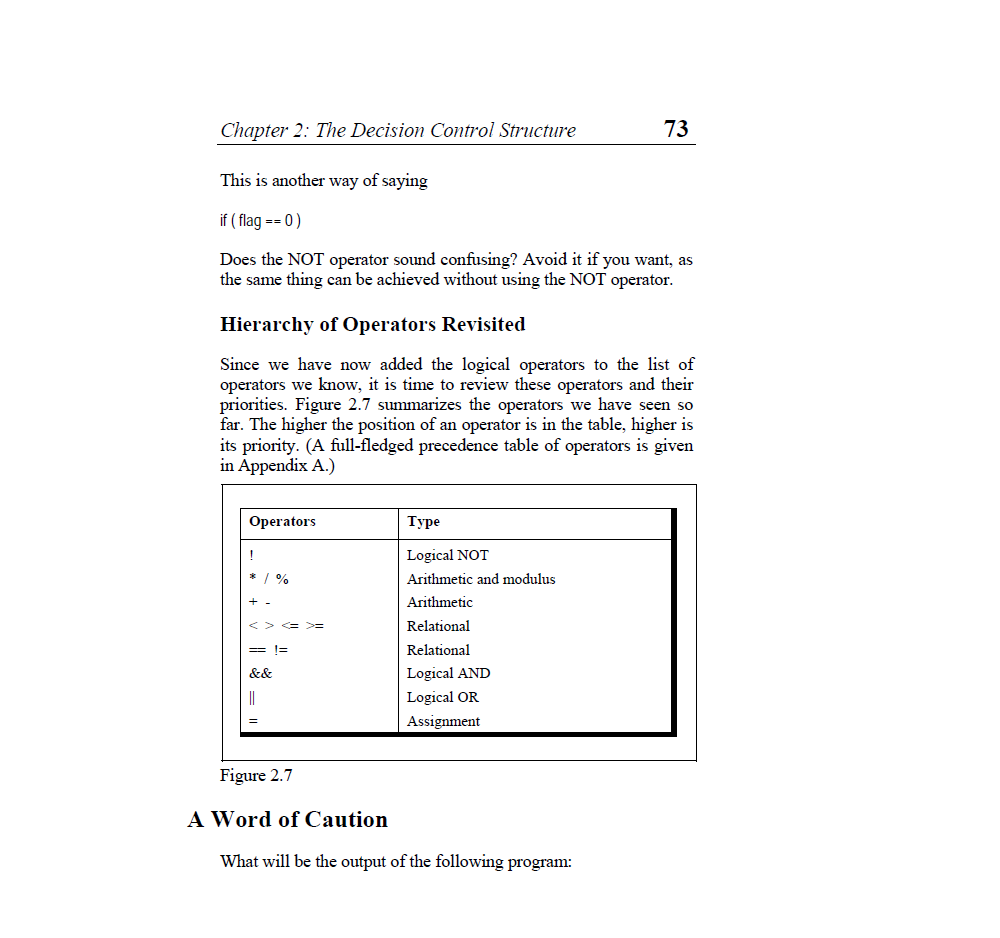 Chapter 2: The Decision Control Structure 73
This is another way of saying
if ( flag == 0 )
Does the NOT operator sound confusing? Avoid it if you want, as
the same thing can be achieved without using the NOT operator.
Hierarchy of Operators Revisited
Since we have now added the logical operators to the list of
operators we know, it is time to review these operators and their
priorities. Figure 2.7 summarizes the operators we have seen so
far. The higher the position of an operator is in the table, higher is
its priority. (A full-fledged precedence table of operators is given
in Appendix A.)
Operators Type
! Logical NOT
* / % Arithmetic and modulus
+ - Arithmetic
< > <= >= Relational
== != Relational
&& Logical AND
|| Logical OR
= Assignment
Figure 2.7
A Word of Caution
What will be the output of the following program: